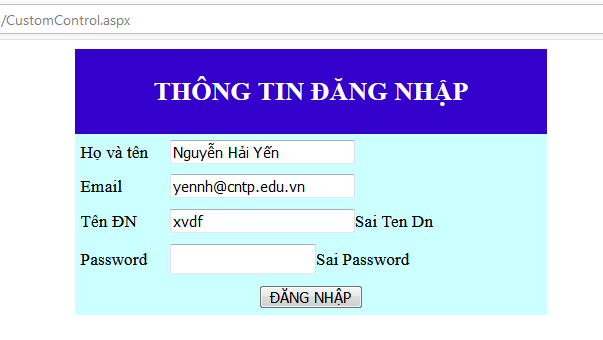 /CustomControl.aspx
THÔNG TIN ĐĂNG NHẬP
Họ và tên Nguyễn Hải Yến
Email yennh@cntp.edu.vn
Tên ĐN xvdf Sai Ten Dn
Password Sai Password
ĐĂNG NHẬP